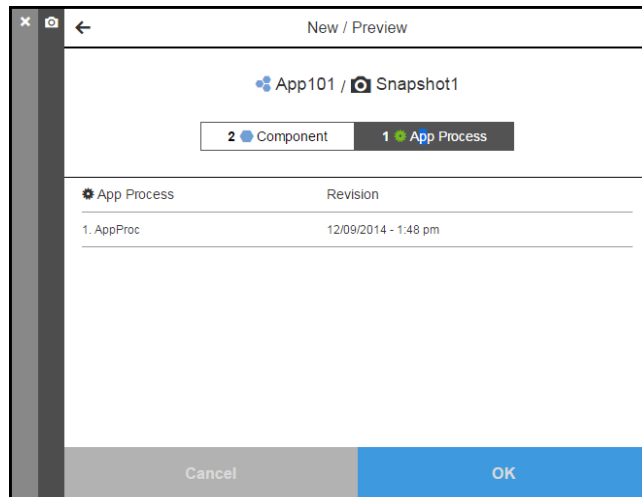 New / Preview
App101 / Snapshot1
2 Component 1 App Process
App Process Revision
1. AppProc 12/09/2014 - 1:48 pm
Cancel OK